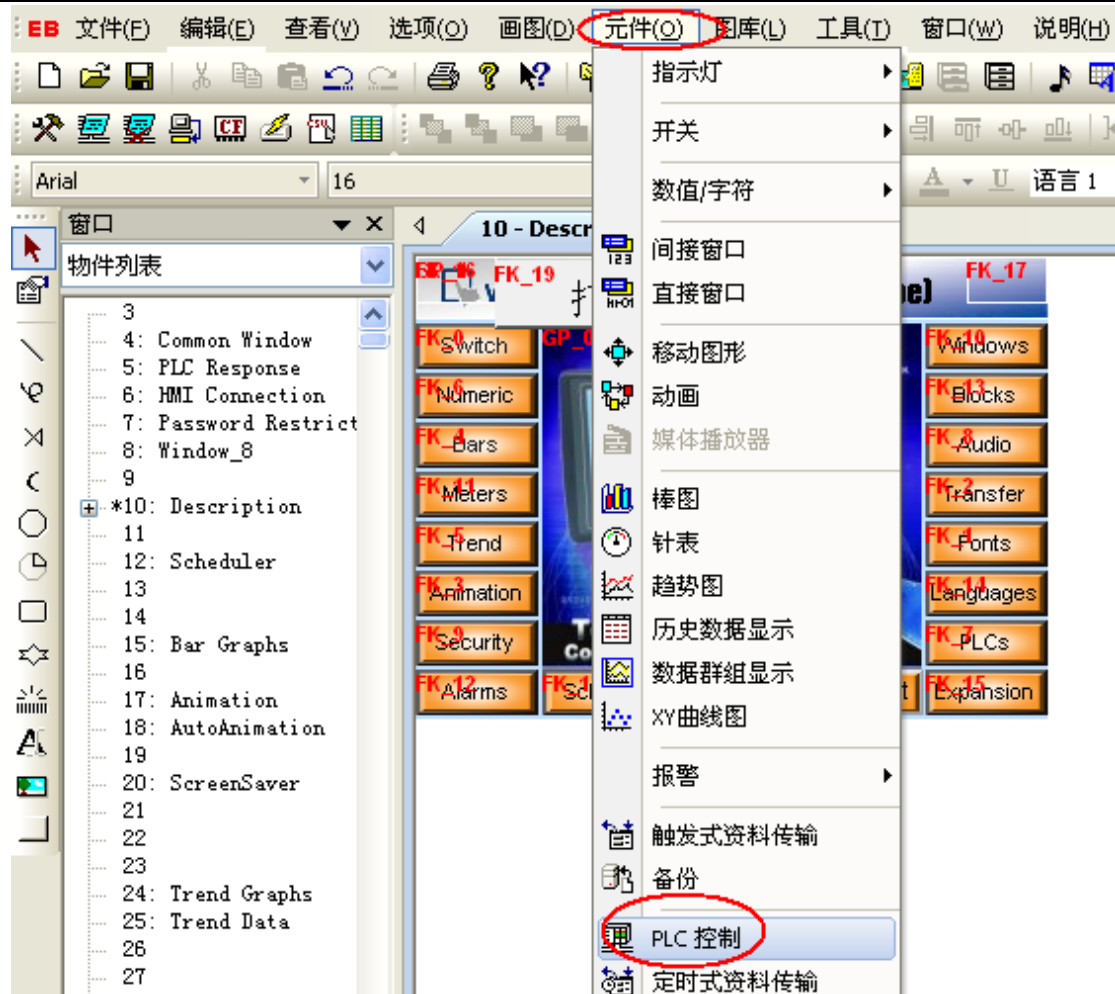 EB 文件(F) 编辑(E) 查看(V) 选项(O) 画图(D) 元件(O) 图库(L) 工具(T) 窗口(W) 说明(H)
Arial 16 A U 语言 1
窗口
物件列表
3
4: Common Window
5: PLC Response
6: HMI Connection
7: Password Restrict
8: Window_8
9
*10: Description
11
12: Scheduler
13
14
15: Bar Graphs
16
17: Animation
18: AutoAnimation
19
20: ScreenSaver
21
22
23
24: Trend Graphs
25: Trend Data
26
27
10 - Descr
FK_19
FK_17
FK_0 Switch
FK_6 Numeric
FK_4 Bars
FK_11 Meters
FK_5 Trend
FK_3 Animation
FK_9 Security
FK_12 Alarms
指示灯
开关
数值/字符
间接窗口
直接窗口
移动图形
动画
媒体播放器
棒图
针表
趋势图
历史数据显示
数据群组显示
XY曲线图
报警
触发式资料传输
备份
PLC 控制
定时式资料传输
FK_10 Windows
FK_13 Blocks
FK_8 Audio
FK_2 Transfer
FK_1 Fonts
FK_14 Languages
FK_7 PLCs
FK_15 Expansion